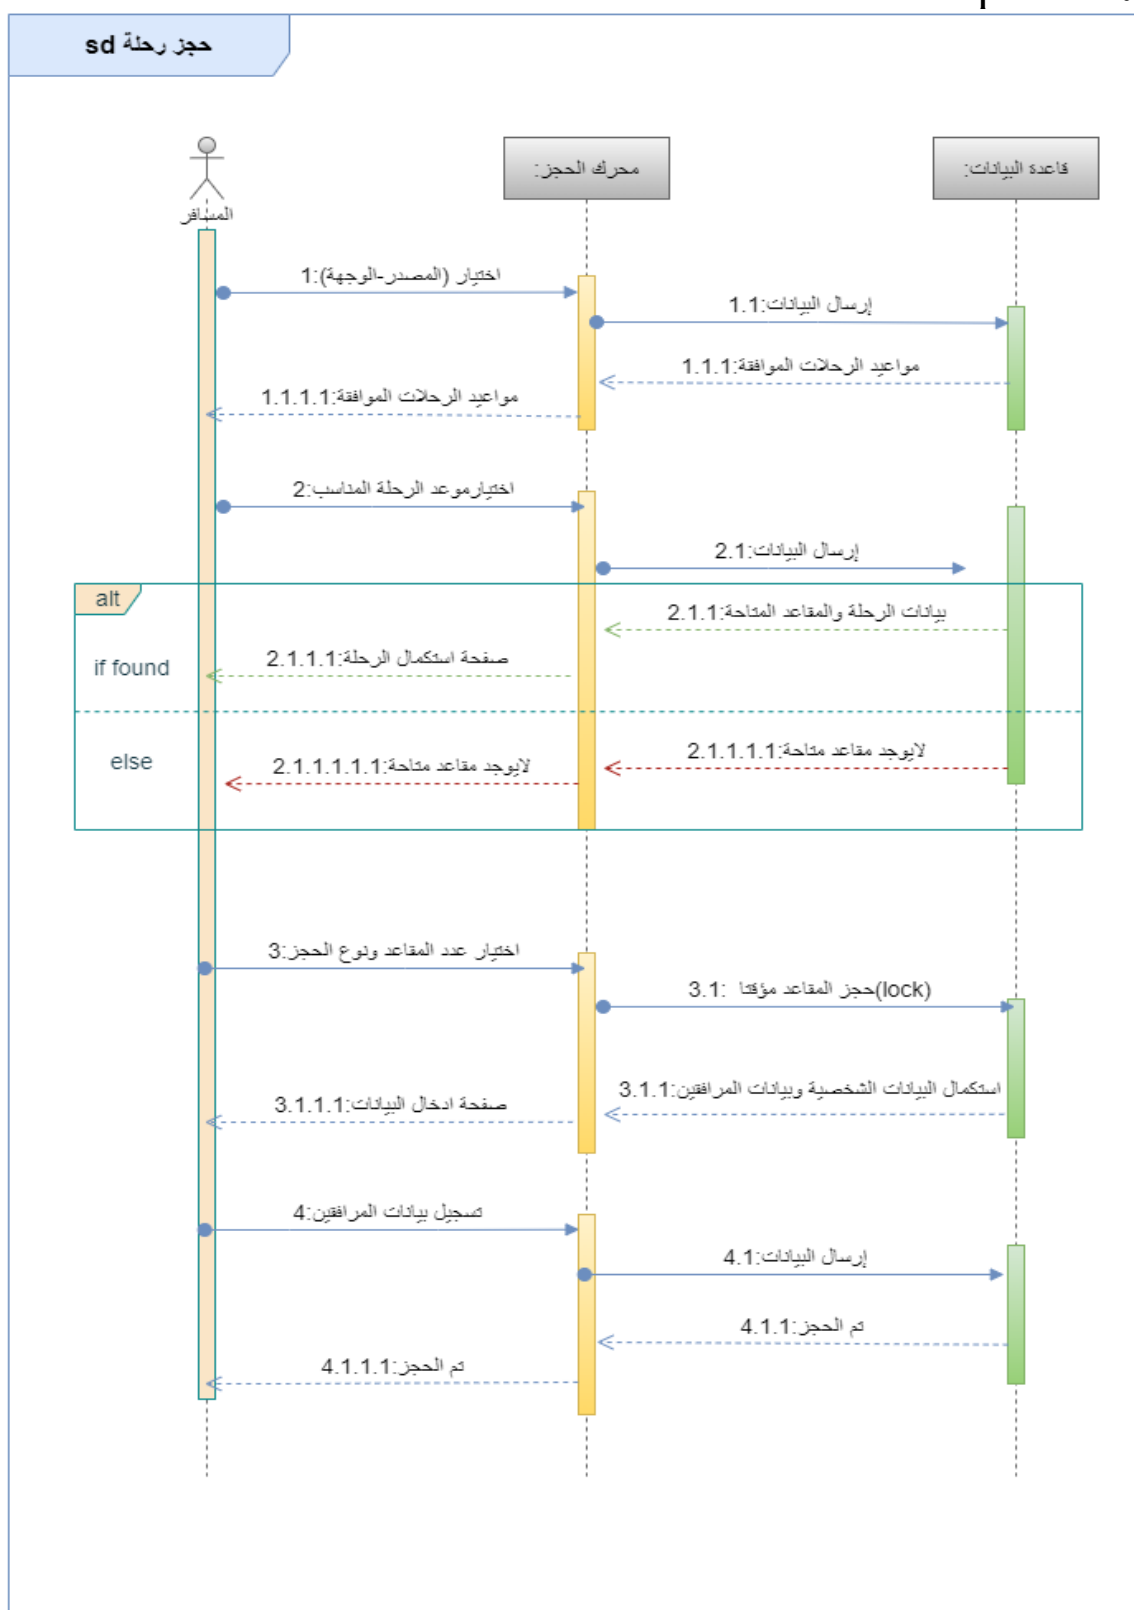 sd حجز رحلة
المسافر
محرك الحجز:
قاعدة البيانات:
1:اختيار (المصدر-الوجهة)
1.1:إرسال البيانات
1.1.1:مواعيد الرحلات الموافقة
1.1.1.1:مواعيد الرحلات الموافقة
2:اختيارموعد الرحلة المناسب
2.1:إرسال البيانات
alt
2.1.1:بيانات الرحلة والمقاعد المتاحة
if found
2.1.1.1:صفحة استكمال الرحلة
else
2.1.1.1.1:لايوجد مقاعد متاحة
2.1.1.1.1.1:لايوجد مقاعد متاحة
3:اختيار عدد المقاعد ونوع الحجز
3.1: حجز المقاعد مؤقتا(lock)
3.1.1:استكمال البيانات الشخصية وبيانات المرافقين
3.1.1.1:صفحة ادخال البيانات
4:تسجيل بيانات المرافقين
4.1:إرسال البيانات
4.1.1:تم الحجز
4.1.1.1:تم الحجز